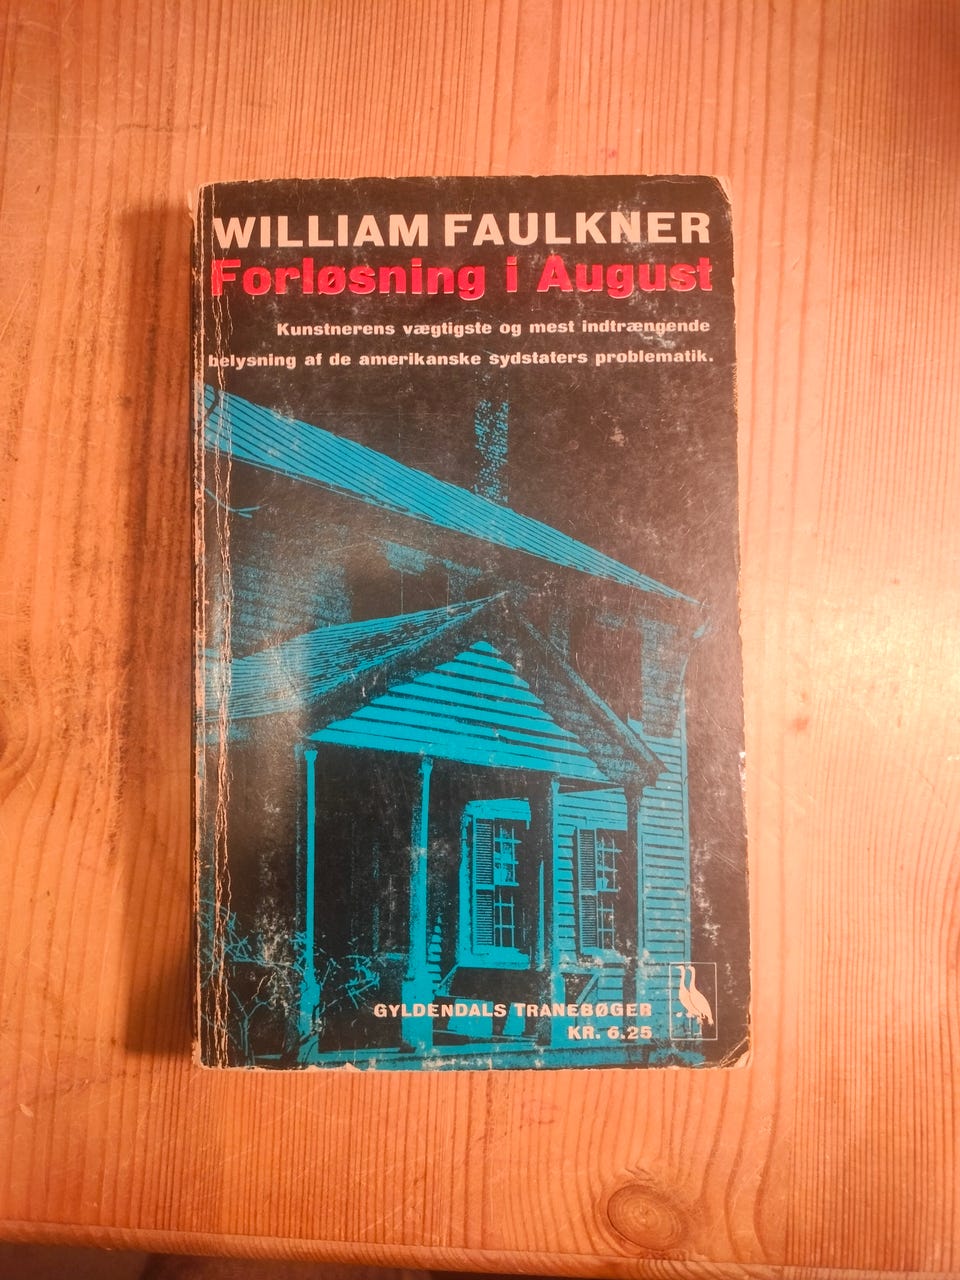 WILLIAM FAULKNER
Forløsning i August
Kunstnerens vægtigste og mest indtrængende
belysning af de amerikanske sydstaters problematik.
GYLDENDALS TRANEBØGER
KR. 6.25